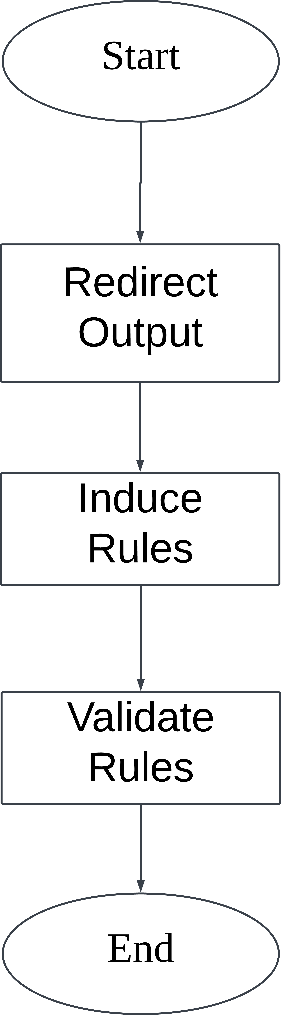 Start
Redirect
Output
Induce
Rules
Validate
Rules
End